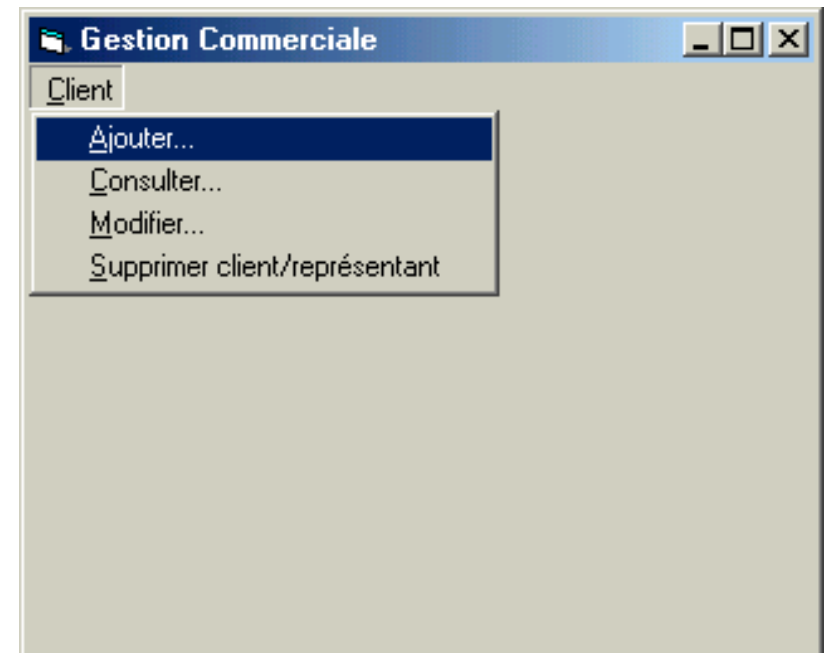 Gestion Commerciale
Client
Ajouter...
Consulter...
Modifier...
Supprimer client/représentant